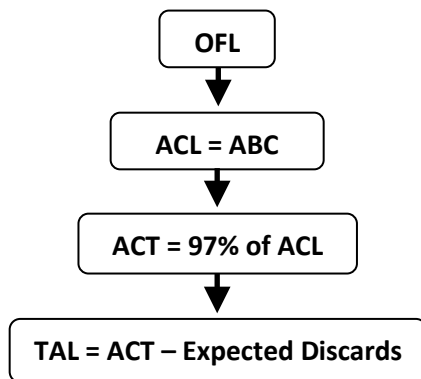 OFL
ACL = ABC
ACT = 97% of ACL
TAL = ACT – Expected Discards